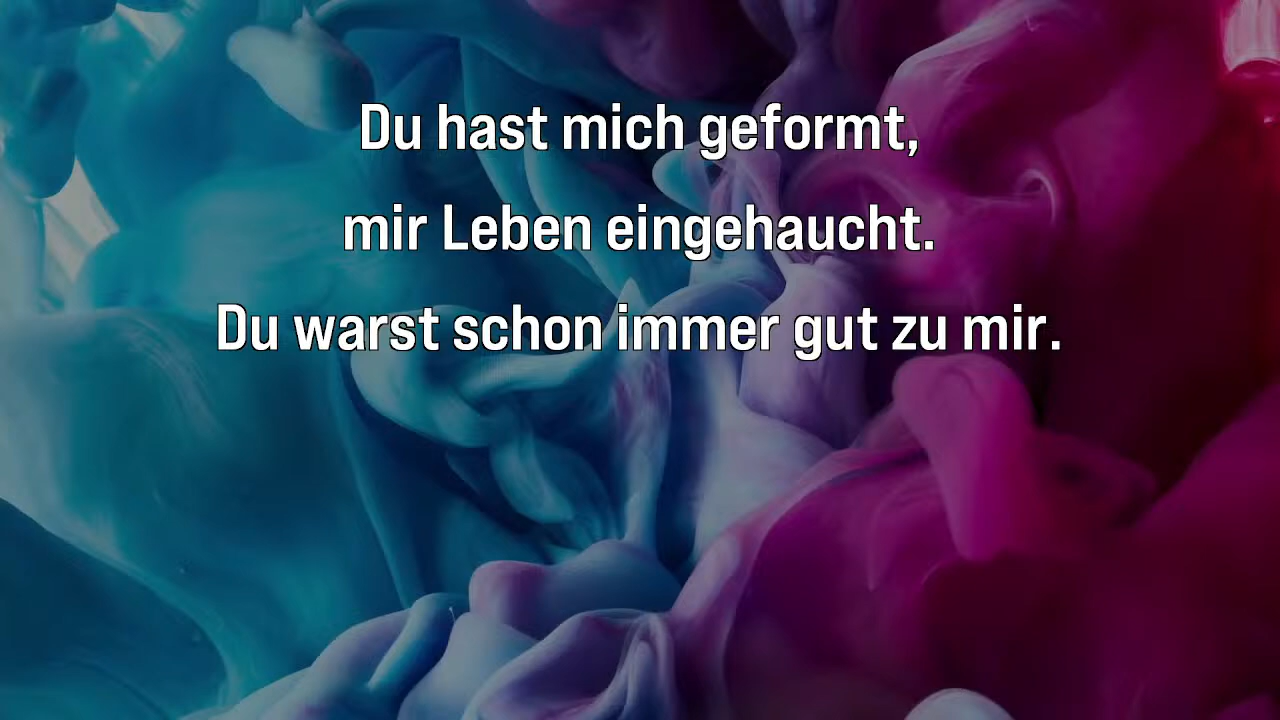 Du hast mich geformt,
mir Leben eingehaucht.
Du warst schon immer gut zu mir.